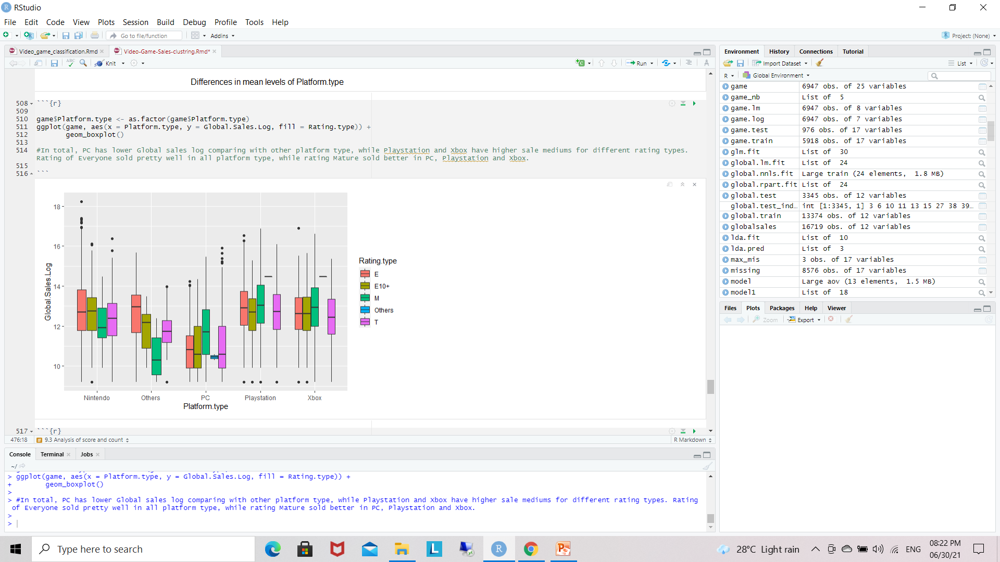 RStudio
File Edit Code View Plots Session Build Debug Profile Tools Help
Go to file/function Addins Project: (None)
Video_game_classification.Rmd Video-Game-Sales-clustring.Rmd*
ABC Knit Run
Differences in mean levels of Platform.type
508 ```{r}
509
510 game$Platform.type <- as.factor(game$Platform.type)
511 ggplot(game, aes(x = Platform.type, y = Global.Sales.Log, fill = Rating.type)) +
512 geom_boxplot()
513
514 #In total, PC has lower Global sales log comparing with other platform type, while Playstation and Xbox have higher sale mediums for different rating types.
Rating of Everyone sold pretty well in all platform type, while rating Mature sold better in PC, Playstation and Xbox.
515
516 ```
18
16
14
12
10
Global.Sales.Log
Nintendo Others PC Playstation Xbox
Platform.type
Rating.type
E
E10+
M
Others
T
517 ```{r}
476:18 # 9.3 Analysis of score and count R Markdown
Console Terminal Jobs
~/
> ggplot(game, aes(x = Platform.type, y = Global.Sales.Log, fill = Rating.type)) +
+ geom_boxplot()
>
> #In total, PC has lower Global sales log comparing with other platform type, while Playstation and Xbox have higher sale mediums for different rating types. Rating
of Everyone sold pretty well in all platform type, while rating Mature sold better in PC, Playstation and Xbox.
>
>
Environment History Connections Tutorial
Import Dataset List
R Global Environment
game 6947 obs. of 25 variables
game_nb List of 5
game.lm 6947 obs. of 8 variables
game.log 6947 obs. of 7 variables
game.test 976 obs. of 17 variables
game.train 5918 obs. of 17 variables
glm.fit List of 30
global.lm.fit List of 24
global.nnls.fit Large train (24 elements, 1.8 MB)
global.rpart.fit List of 24
global.test 3345 obs. of 12 variables
global.test_ind… int [1:3345, 1] 3 6 10 11 13 15 27 38 39…
global.train 13374 obs. of 12 variables
globalsales 16719 obs. of 12 variables
lda.fit List of 10
lda.pred List of 3
max_mis 3 obs. of 17 variables
missing 8576 obs. of 17 variables
model Large aov (13 elements, 1.5 MB)
model1 List of 18
Files Plots Packages Help Viewer
Zoom Export
Type here to search
L R P
28°C Light rain ENG
08:22 PM
06/30/21